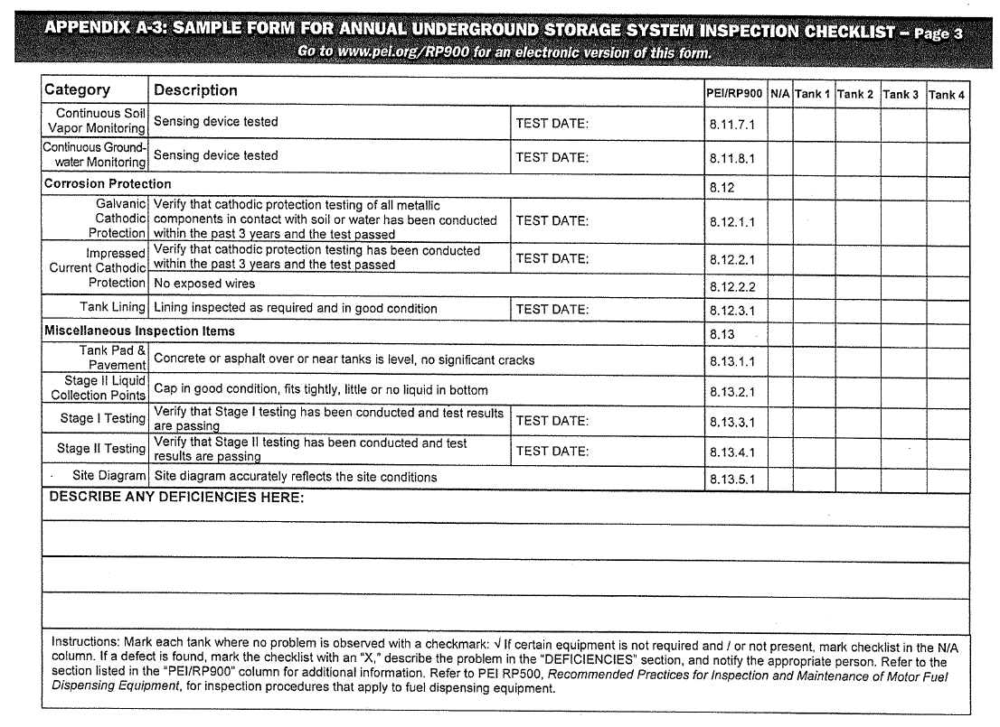 APPENDIX A-3: SAMPLE FORM FOR ANNUAL UNDERGROUND STORAGE SYSTEM INSPECTION CHECKLIST – Page 3
Go to www.pei.org/RP900 for an electronic version of this form.
Category Description PEI/RP900 N/A Tank 1 Tank 2 Tank 3 Tank 4
Continuous Soil
Vapor Monitoring
Sensing device tested TEST DATE: 8.11.7.1
Continuous Ground-
water Monitoring
Sensing device tested TEST DATE: 8.11.8.1
Corrosion Protection 8.12
Galvanic
Cathodic
Protection
Verify that cathodic protection testing of all metallic
components in contact with soil or water has been conducted
within the past 3 years and the test passed
TEST DATE: 8.12.1.1
Impressed
Current Cathodic
Protection
Verify that cathodic protection testing has been conducted
within the past 3 years and the test passed
TEST DATE: 8.12.2.1
No exposed wires 8.12.2.2
Tank Lining Lining inspected as required and in good condition TEST DATE: 8.12.3.1
Miscellaneous Inspection Items 8.13
Tank Pad &
Pavement
Concrete or asphalt over or near tanks is level, no significant cracks 8.13.1.1
Stage II Liquid
Collection Points
Cap in good condition, fits tightly, little or no liquid in bottom 8.13.2.1
Stage I Testing
Verify that Stage I testing has been conducted and test results
are passing
TEST DATE: 8.13.3.1
Stage II Testing
Verify that Stage II testing has been conducted and test
results are passing
TEST DATE: 8.13.4.1
Site Diagram Site diagram accurately reflects the site conditions 8.13.5.1
DESCRIBE ANY DEFICIENCIES HERE:
Instructions: Mark each tank where no problem is observed with a checkmark: √ If certain equipment is not required and / or not present, mark checklist in the N/A
column. If a defect is found, mark the checklist with an "X," describe the problem in the "DEFICIENCIES" section, and notify the appropriate person. Refer to the
section listed in the "PEI/RP900" column for additional information. Refer to PEI RP500, Recommended Practices for Inspection and Maintenance of Motor Fuel
Dispensing Equipment, for inspection procedures that apply to fuel dispensing equipment.